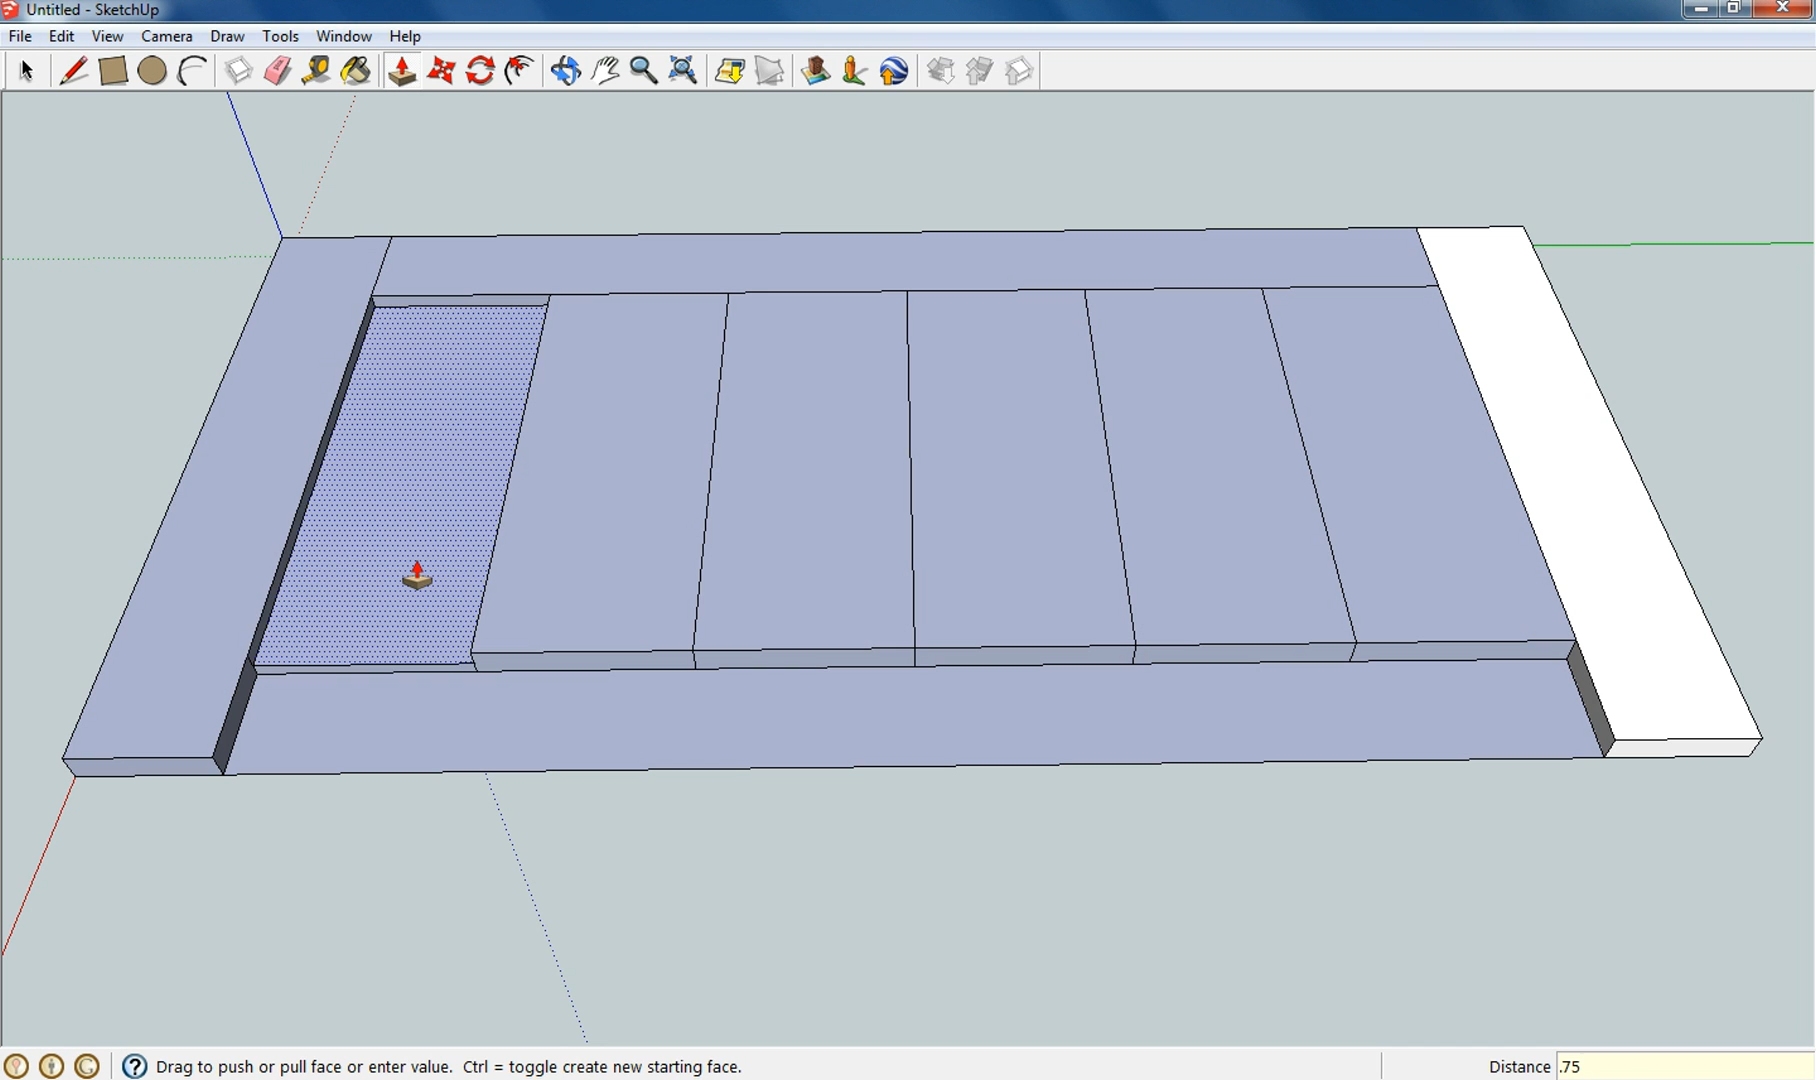 Untitled - SketchUp
File Edit View Camera Draw Tools Window Help
Drag to push or pull face or enter value. Ctrl = toggle create new starting face.
Distance .75